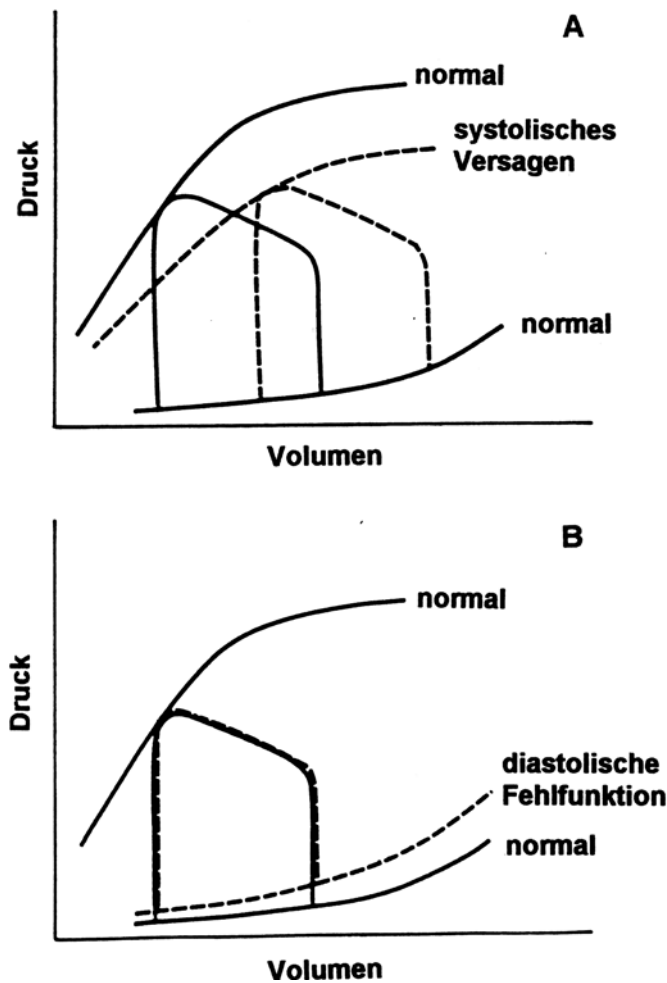 A
normal
systolisches
Versagen
Druck
normal
Volumen
B
normal
Druck
diastolische
Fehlfunktion
normal
Volumen